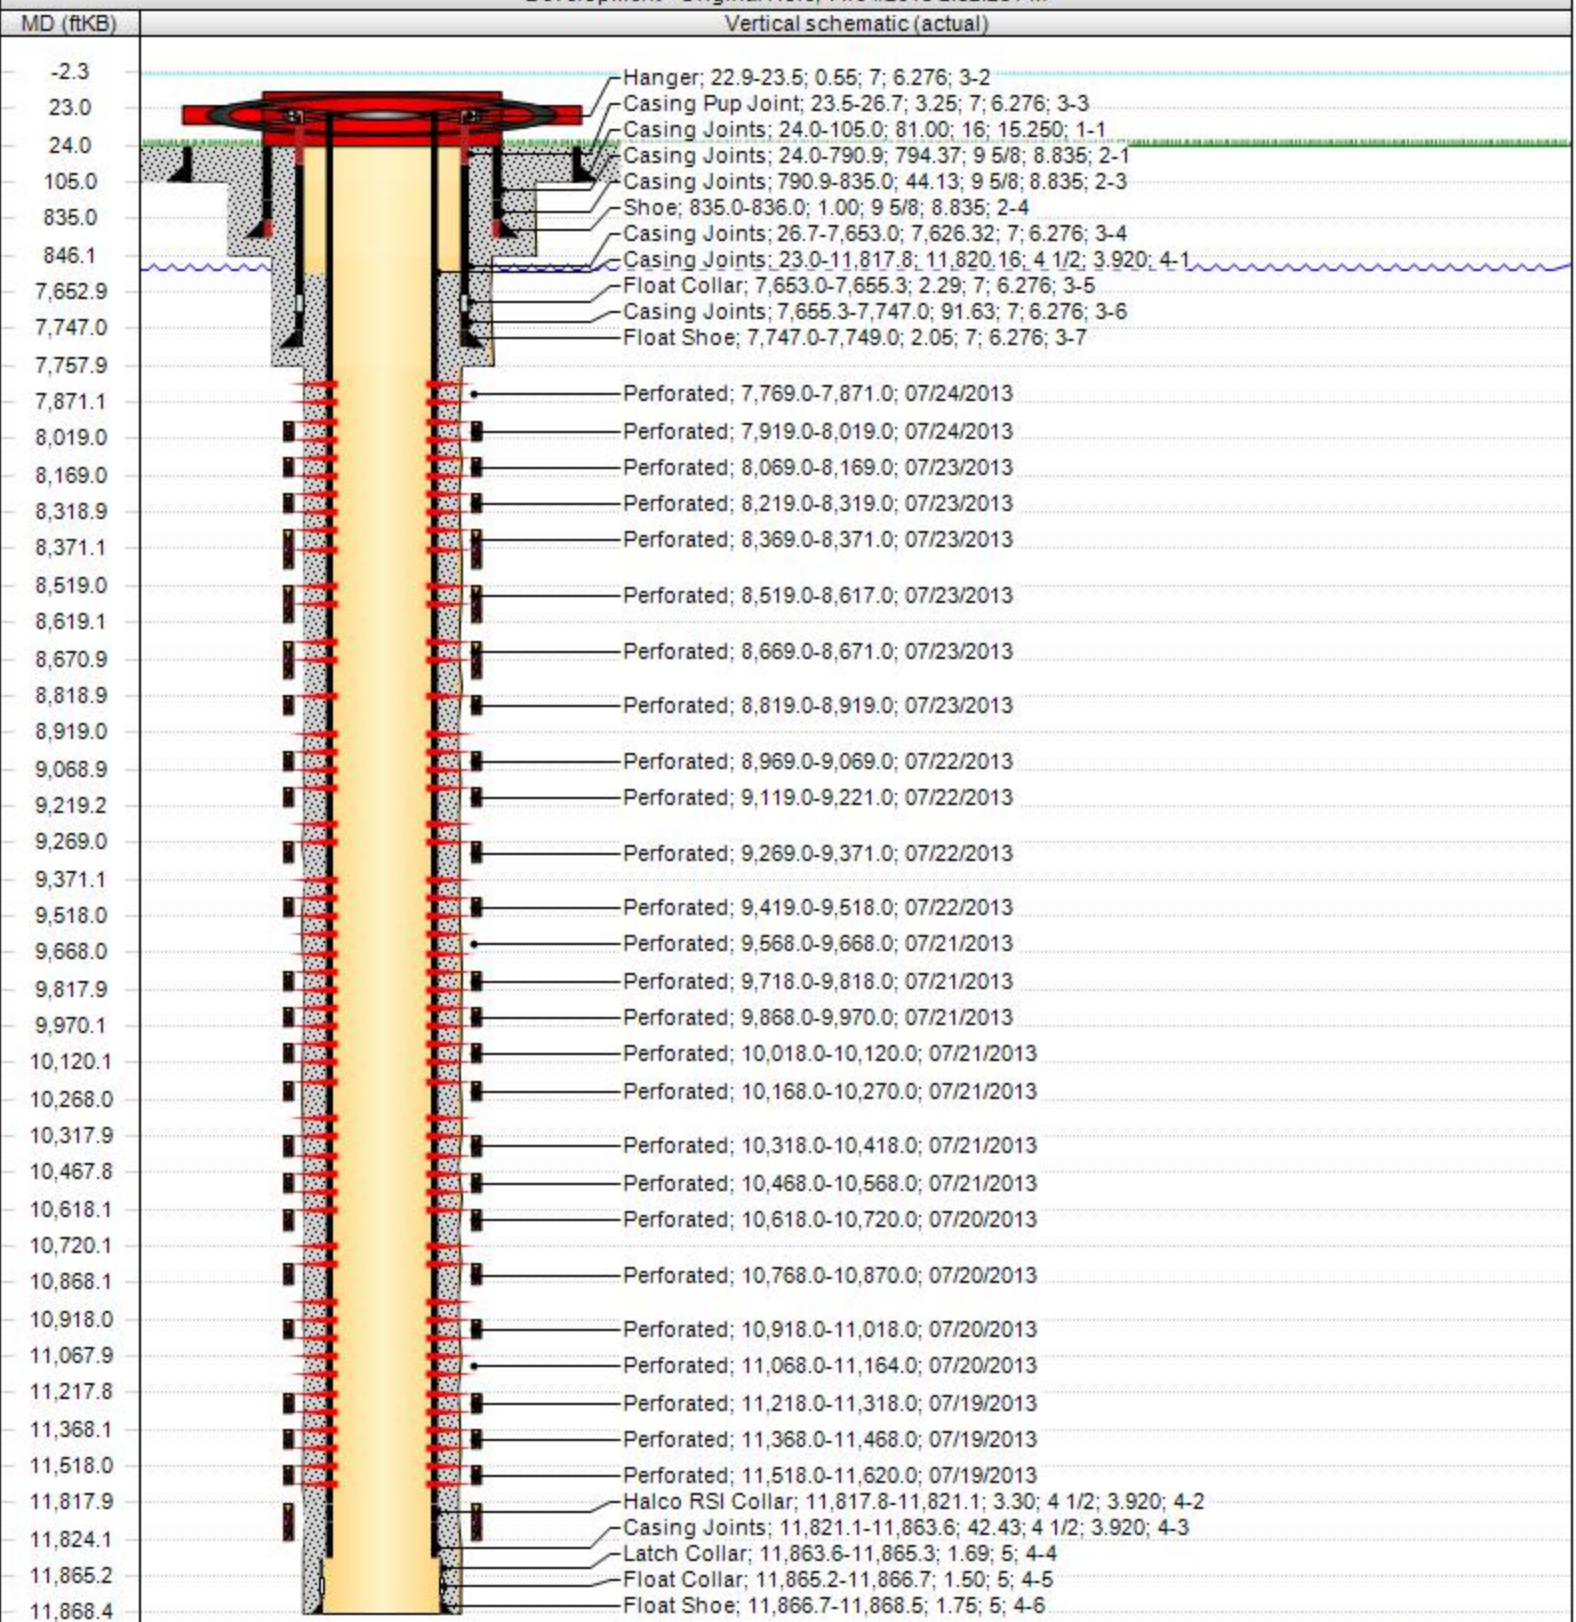 MD (ftKB)
Vertical schematic (actual)
-2.3
23.0
24.0
105.0
835.0
846.1
7,652.9
7,747.0
7,757.9
7,871.1
8,019.0
8,169.0
8,318.9
8,371.1
8,519.0
8,619.1
8,670.9
8,818.9
8,919.0
9,068.9
9,219.2
9,269.0
9,371.1
9,518.0
9,668.0
9,817.9
9,970.1
10,120.1
10,268.0
10,317.9
10,467.8
10,618.1
10,720.1
10,868.1
10,918.0
11,067.9
11,217.8
11,368.1
11,518.0
11,817.9
11,824.1
11,865.2
11,868.4
Hanger; 22.9-23.5; 0.55; 7; 6.276; 3-2
Casing Pup Joint; 23.5-26.7; 3.25; 7; 6.276; 3-3
Casing Joints; 24.0-105.0; 81.00; 16; 15.250; 1-1
Casing Joints; 24.0-790.9; 794.37; 9 5/8; 8.835; 2-1
Casing Joints; 790.9-835.0; 44.13; 9 5/8; 8.835; 2-3
Shoe; 835.0-836.0; 1.00; 9 5/8; 8.835; 2-4
Casing Joints; 26.7-7,653.0; 7,626.32; 7; 6.276; 3-4
Casing Joints; 23.0-11,817.8; 11,820.16; 4 1/2; 3.920; 4-1
Float Collar; 7,653.0-7,655.3; 2.29; 7; 6.276; 3-5
Casing Joints; 7,655.3-7,747.0; 91.63; 7; 6.276; 3-6
Float Shoe; 7,747.0-7,749.0; 2.05; 7; 6.276; 3-7
Perforated; 7,769.0-7,871.0; 07/24/2013
Perforated; 7,919.0-8,019.0; 07/24/2013
Perforated; 8,069.0-8,169.0; 07/23/2013
Perforated; 8,219.0-8,319.0; 07/23/2013
Perforated; 8,369.0-8,371.0; 07/23/2013
Perforated; 8,519.0-8,617.0; 07/23/2013
Perforated; 8,669.0-8,671.0; 07/23/2013
Perforated; 8,819.0-8,919.0; 07/23/2013
Perforated; 8,969.0-9,069.0; 07/22/2013
Perforated; 9,119.0-9,221.0; 07/22/2013
Perforated; 9,269.0-9,371.0; 07/22/2013
Perforated; 9,419.0-9,518.0; 07/22/2013
Perforated; 9,568.0-9,668.0; 07/21/2013
Perforated; 9,718.0-9,818.0; 07/21/2013
Perforated; 9,868.0-9,970.0; 07/21/2013
Perforated; 10,018.0-10,120.0; 07/21/2013
Perforated; 10,168.0-10,270.0; 07/21/2013
Perforated; 10,318.0-10,418.0; 07/21/2013
Perforated; 10,468.0-10,568.0; 07/21/2013
Perforated; 10,618.0-10,720.0; 07/20/2013
Perforated; 10,768.0-10,870.0; 07/20/2013
Perforated; 10,918.0-11,018.0; 07/20/2013
Perforated; 11,068.0-11,164.0; 07/20/2013
Perforated; 11,218.0-11,318.0; 07/19/2013
Perforated; 11,368.0-11,468.0; 07/19/2013
Perforated; 11,518.0-11,620.0; 07/19/2013
Halco RSI Collar; 11,817.8-11,821.1; 3.30; 4 1/2; 3.920; 4-2
Casing Joints; 11,821.1-11,863.6; 42.43; 4 1/2; 3.920; 4-3
Latch Collar; 11,863.6-11,865.3; 1.69; 5; 4-4
Float Collar; 11,865.2-11,866.7; 1.50; 5; 4-5
Float Shoe; 11,866.7-11,868.5; 1.75; 5; 4-6